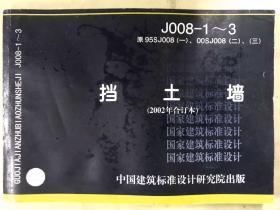 J008-1～3
原95SJ008(一)、00SJ008(二)、(三)
挡土墙
(2002年合订本)
国家建筑标准设计
国家建筑标准设计
国家建筑标准设计
国家建筑标准设计
国家建筑标准设计
中国建筑标准设计研究院出版
GUOJIAJIANZHUBIAOZHUNSHEJI J008-1～3